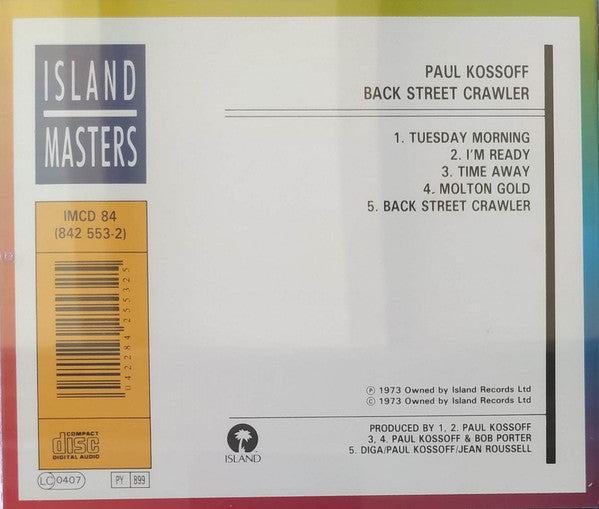 ISLAND
MASTERS
PAUL KOSSOFF
BACK STREET CRAWLER
1. TUESDAY MORNING
2. I'M READY
3. TIME AWAY
4. MOLTON GOLD
5. BACK STREET CRAWLER
IMCD 84
(842 553-2)
0 42284 25532 5
Ⓟ 1973 Owned by Island Records Ltd
© 1973 Owned by Island Records Ltd
PRODUCED BY 1, 2. PAUL KOSSOFF
3, 4. PAUL KOSSOFF & BOB PORTER
5. DIGA/PAUL KOSSOFF/JEAN ROUSSELL
ISLAND
COMPACT
disc
DIGITAL AUDIO
LC 0407
PY 899